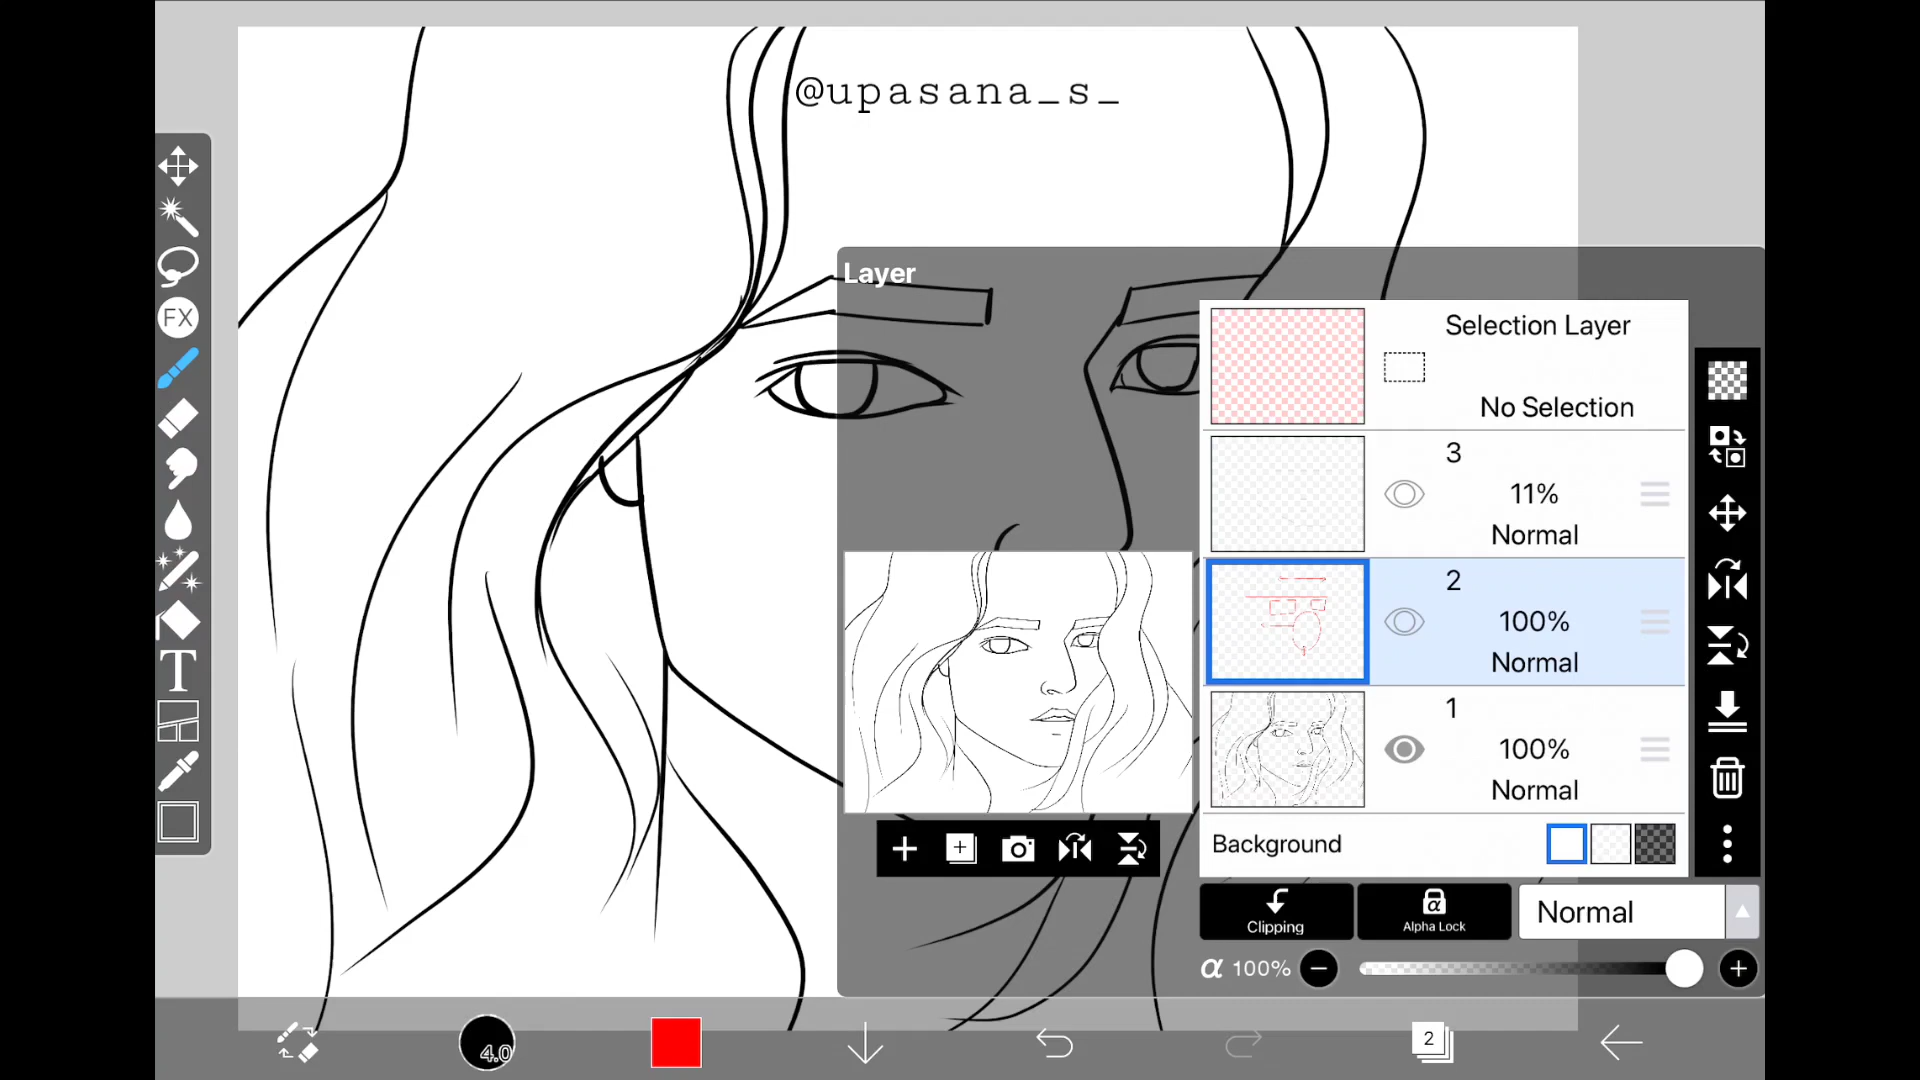 @upasana_s_
Layer
Selection Layer
No Selection
3
11%
Normal
2
100%
Normal
1
100%
Normal
Background
FX
T
Clipping
α
Alpha Lock
Normal
α 100%
4.0
2